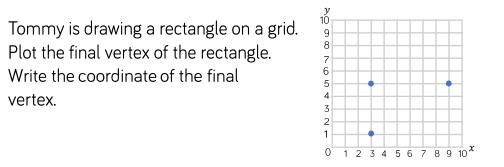 Tommy is drawing a rectangle on a grid.
Plot the final vertex of the rectangle.
Write the coordinate of the final
vertex.
y
10
9
8
7
6
5
4
3
2
1
0 1 2 3 4 5 6 7 8 9 10 x